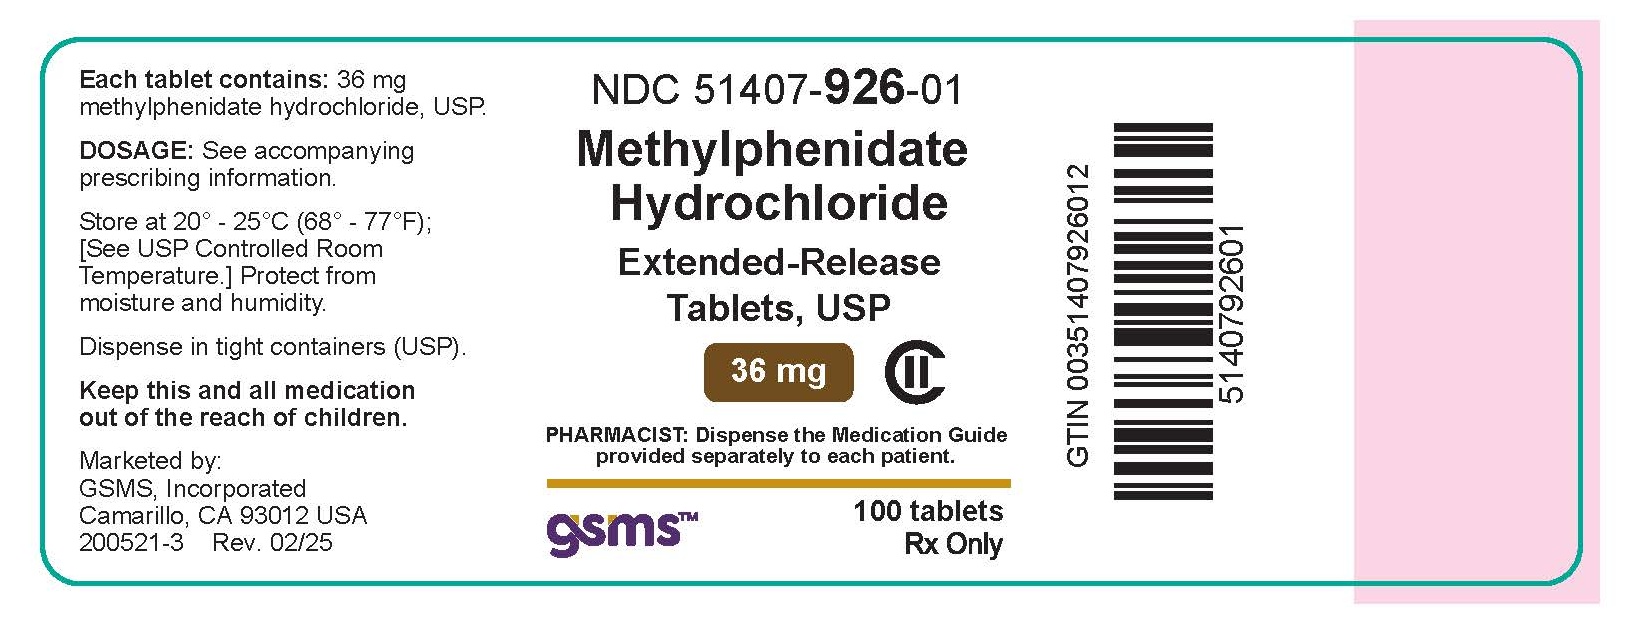 Each tablet contains: 36 mg
methylphenidate hydrochloride, USP.
DOSAGE: See accompanying
prescribing information.
Store at 20° - 25°C (68° - 77°F);
[See USP Controlled Room
Temperature.] Protect from
moisture and humidity.
Dispense in tight containers (USP).
Keep this and all medication
out of the reach of children.
Marketed by:
GSMS, Incorporated
Camarillo, CA 93012 USA
200521-3 Rev. 02/25
NDC 51407-926-01
Methylphenidate
Hydrochloride
Extended-Release
Tablets, USP
36 mg
CII
PHARMACIST: Dispense the Medication Guide
provided separately to each patient.
gsms™
100 tablets
Rx Only
GTIN 00351407926012
5140792601